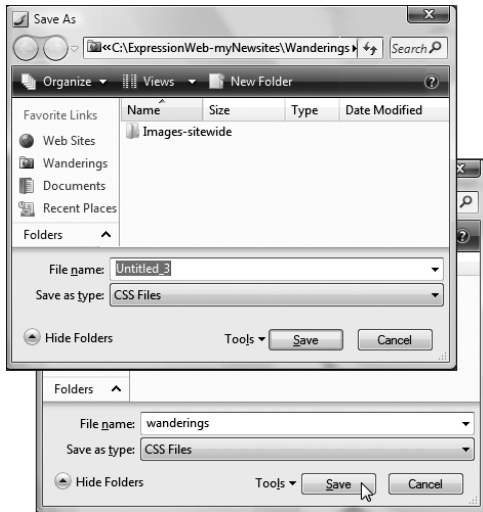 Save As
«C:\ExpressionWeb-myNewsites\Wanderings
Search
Organize Views New Folder
Favorite Links
Web Sites
Wanderings
Documents
Recent Places
Folders
Name Size Type Date Modified
Images-sitewide
File name: Untitled_3
Save as type: CSS Files
Hide Folders Tools Save Cancel
Folders
File name: wanderings
Save as type: CSS Files
Hide Folders Tools Save Cancel